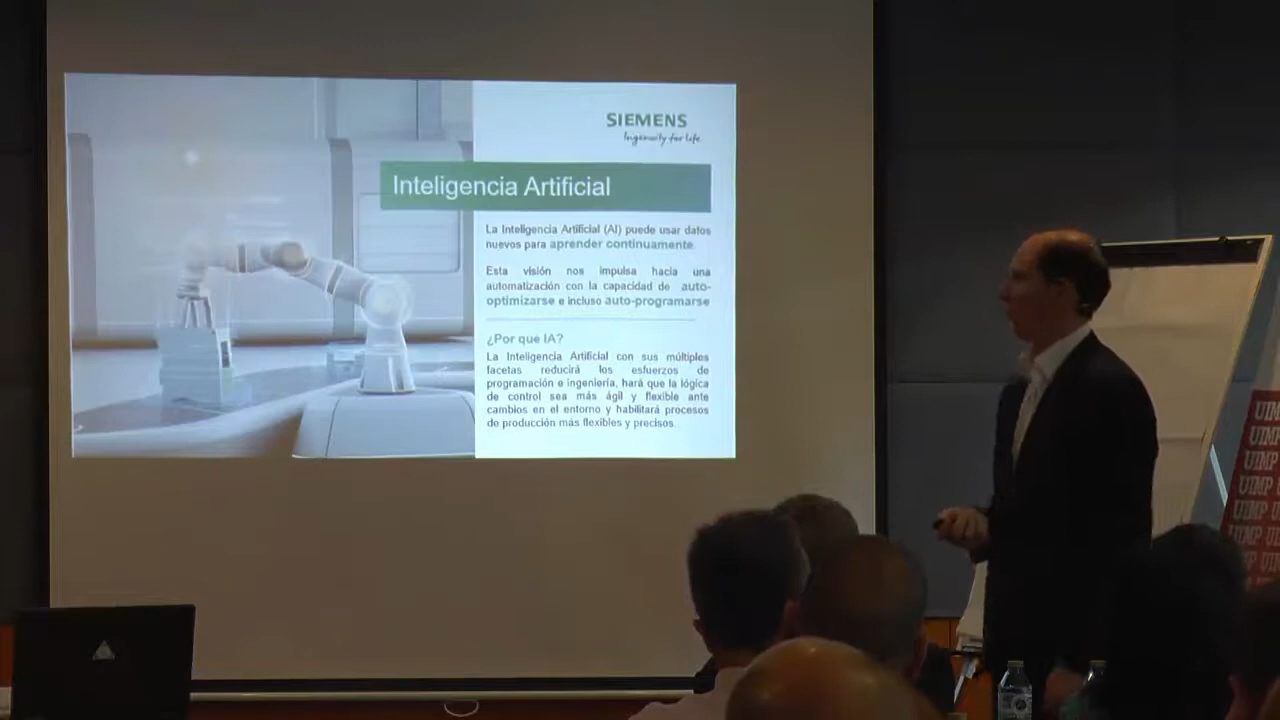 SIEMENS
Ingenuity for life
Inteligencia Artificial
La Inteligencia Artificial (AI) puede usar datos
nuevos para aprender continuamente
Esta visión nos impulsa hacia una
automatización con la capacidad de auto-
optimizarse e incluso auto-programarse
¿Por que IA?
La Inteligencia Artificial con sus múltiples
facetas reducirá los esfuerzos de
programación e ingeniería, hará que la lógica
de control sea más ágil y flexible ante
cambios en el entorno y habilitará procesos
de producción más flexibles y precisos.
UIMP
UIMP
UIMP
UIMP
UIMP
UIMP
UIMP